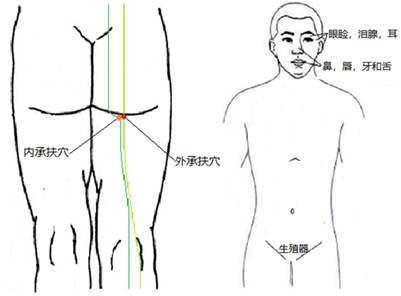 眼睑，泪腺，耳
鼻，唇，牙和舌
内承扶穴
外承扶穴
生殖器